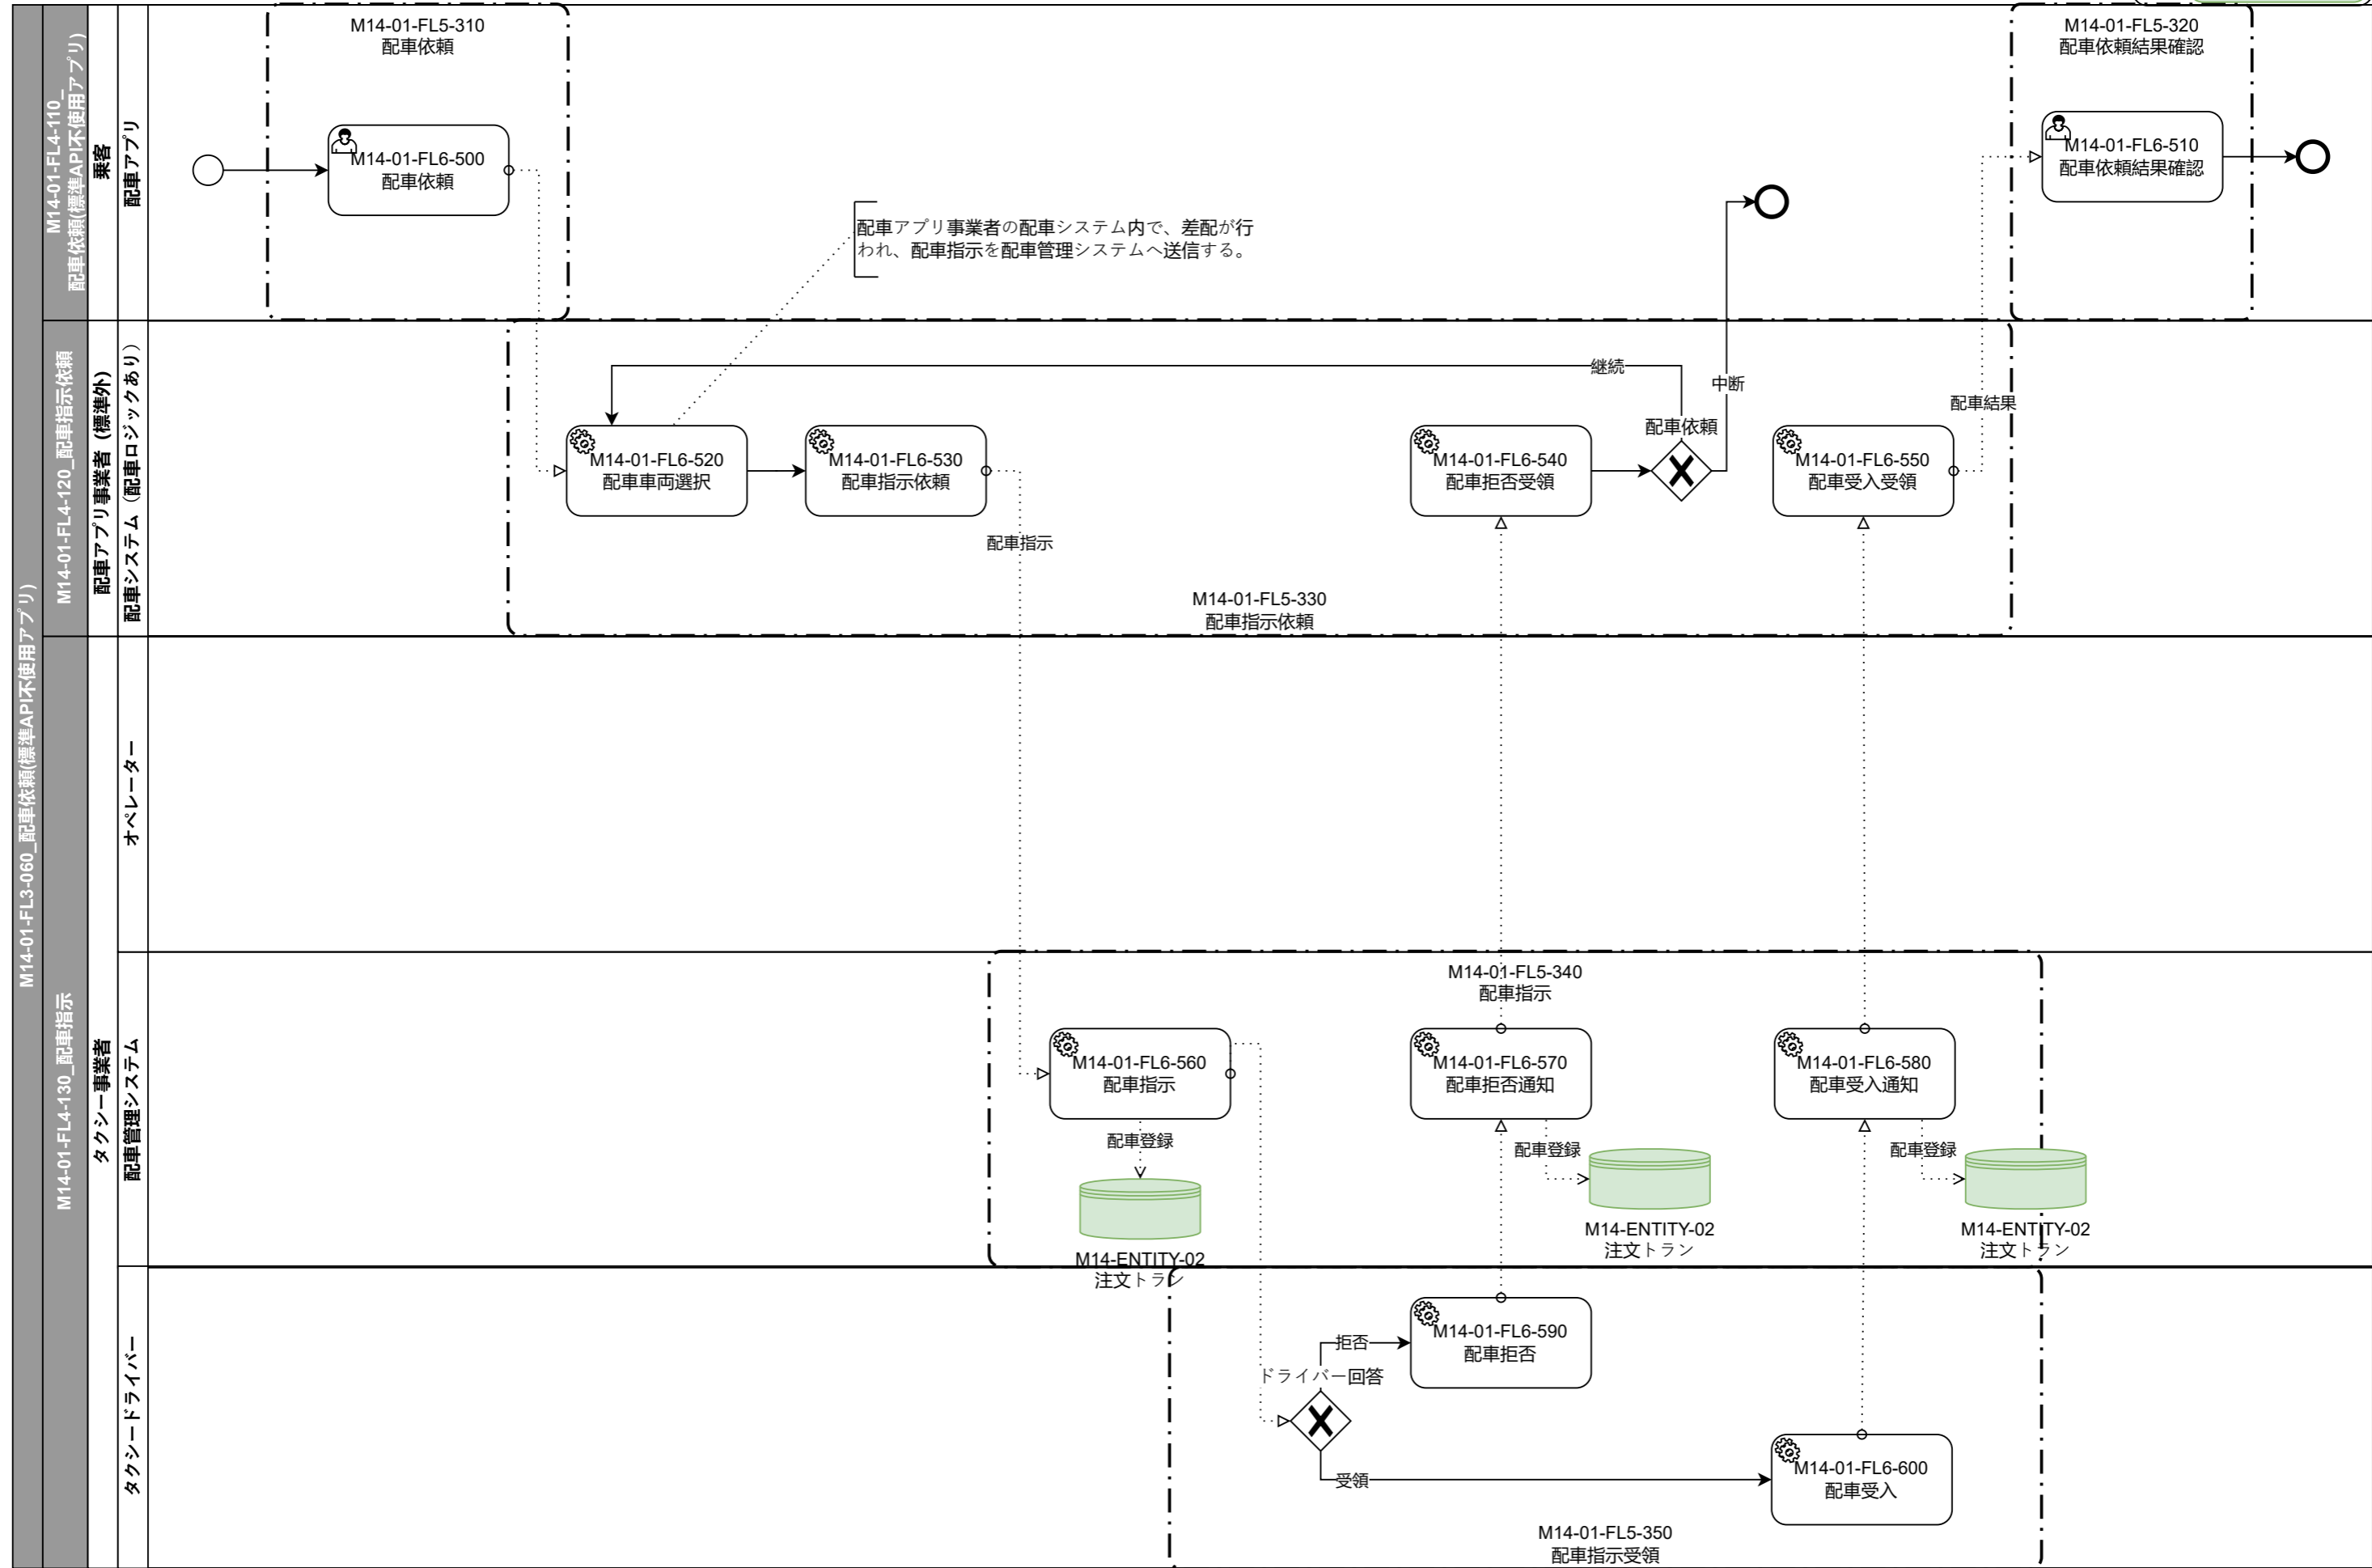 M14-01-FL3-060_配車依頼(標準API不使用アプリ)
M14-01-FL4-110_
配車依頼(標準API不使用アプリ)
乗客
配車アプリ
M14-01-FL5-310
配車依頼
M14-01-FL6-500
配車依頼
配車アプリ事業者の配車システム内で、差配が行
われ、配車指示を配車管理システムへ送信する。
M14-01-FL5-320
配車依頼結果確認
M14-01-FL6-510
配車依頼結果確認
M14-01-FL4-120_配車指示依頼
配車アプリ事業者（標準外）
配車システム（配車ロジックあり）
継続
中断
配車結果
配車依頼
M14-01-FL6-520
配車車両選択
M14-01-FL6-530
配車指示依頼
M14-01-FL6-540
配車拒否受領
M14-01-FL6-550
配車受入受領
配車指示
M14-01-FL5-330
配車指示依頼
M14-01-FL4-130_配車指示
タクシー事業者
オペレーター
配車管理システム
M14-01-FL5-340
配車指示
M14-01-FL6-560
配車指示
M14-01-FL6-570
配車拒否通知
M14-01-FL6-580
配車受入通知
配車登録
配車登録
配車登録
M14-ENTITY-02
注文トラン
M14-ENTITY-02
注文トラン
M14-ENTITY-02
注文トラン
タクシードライバー
拒否
ドライバー回答
M14-01-FL6-590
配車拒否
受領
M14-01-FL6-600
配車受入
M14-01-FL5-350
配車指示受領